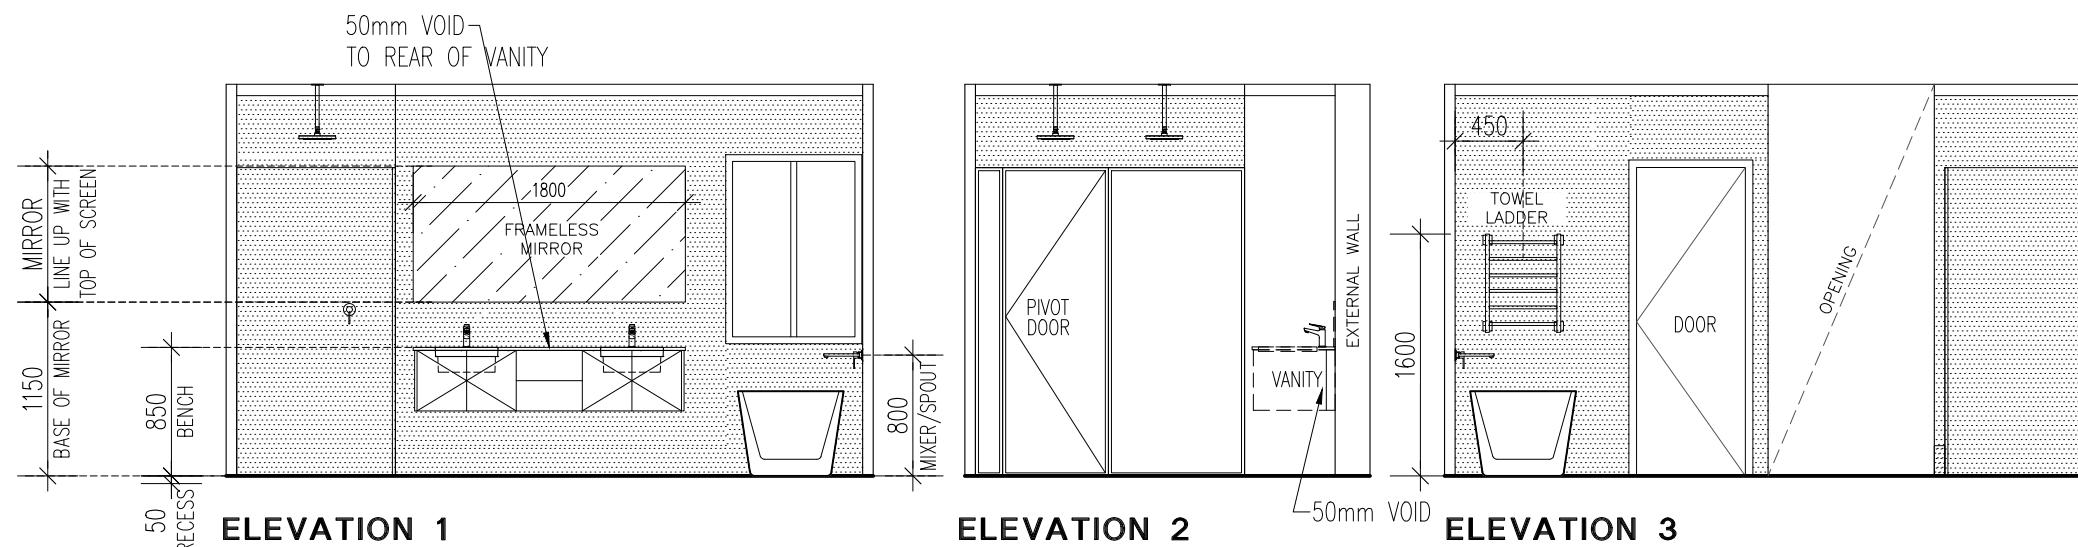 50mm VOID
TO REAR OF VANITY
MIRROR
LINE UP WITH
TOP OF SCREEN
1150
BASE OF MIRROR
850
BENCH
50
RECESS
1800
FRAMELESS
MIRROR
800
MIXER/SPOUT
ELEVATION 1
PIVOT
DOOR
VANITY
EXTERNAL WALL
50mm VOID
ELEVATION 2
450
TOWEL
LADDER
1600
DOOR
OPENING
ELEVATION 3